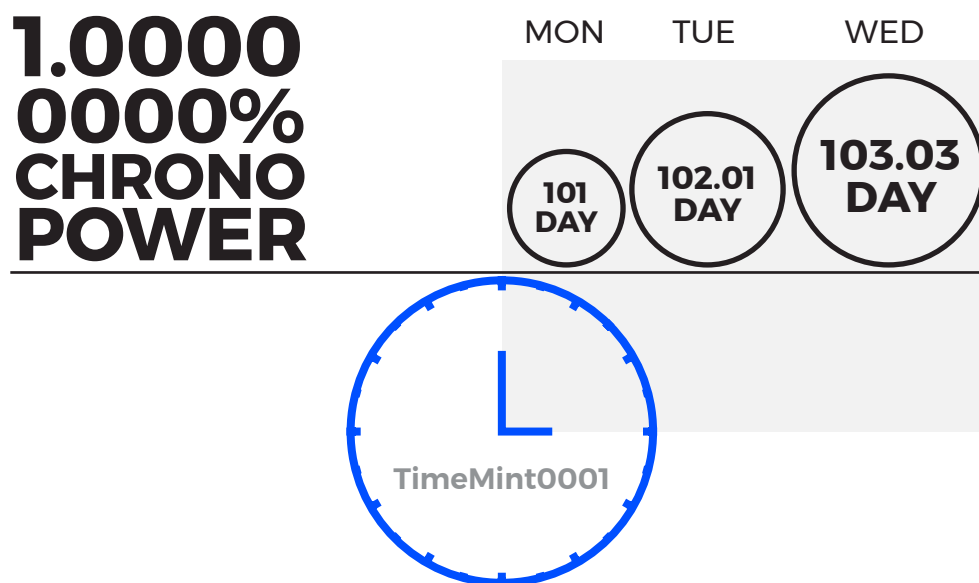 1.0000
0000%
CHRONO
POWER
MON TUE WED
101
DAY
102.01
DAY
103.03
DAY
TimeMint0001